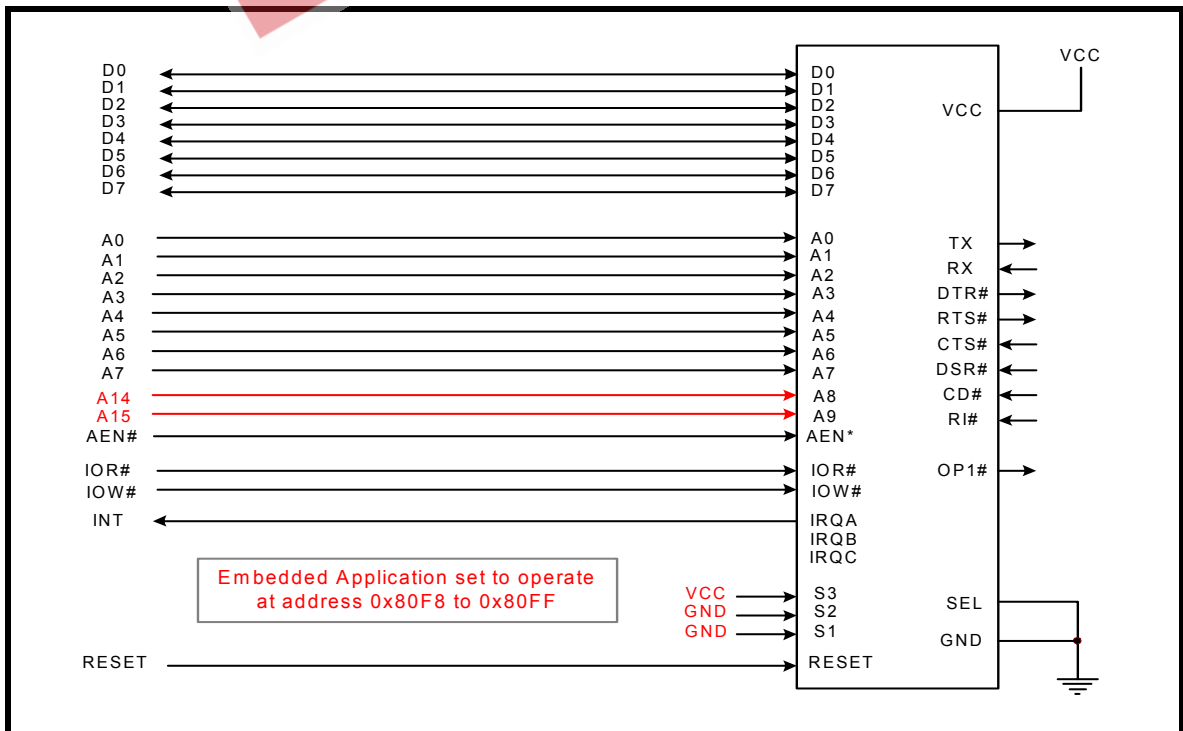 VCC
D0 D0
D1 D1
D2 D2
D3 D3
D4 D4
D5 D5
D6 D6
D7 D7
VCC
A0 A0 TX
A1 A1
A2 A2 RX
A3 A3 DTR#
A4 A4 RTS#
A5 A5 CTS#
A6 A6
A7 A7 DSR#
A14 A8 CD#
A15 A9 RI#
AEN# AEN*
IOR# IOR# OP1#
IOW# IOW#
INT IRQA
IRQB
IRQC
Embedded Application set to operate
at address 0x80F8 to 0x80FF
VCC S3 SEL
GND S2
GND S1 GND
RESET RESET